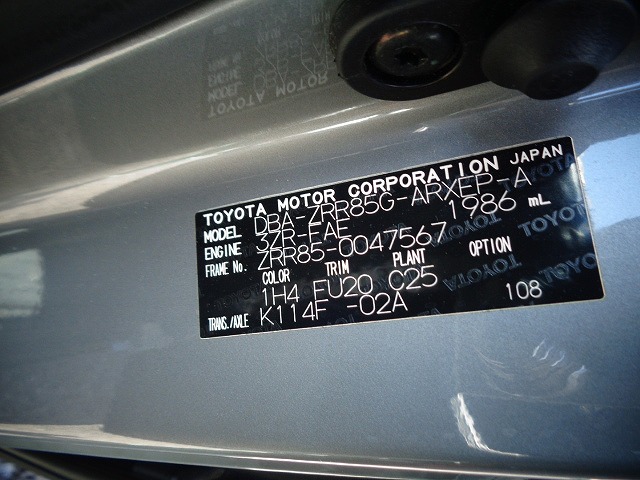 TOYOTA MOTOR CORPORATION JAPAN
MODEL DBA-ZRR85G-ARXEP-A
ENGINE 3ZR-FAE 1986 mL
FRAME No. ZRR85-0047567
COLOR TRIM PLANT OPTION
1H4 FU20 C25
TRANS./AXLE K114F -02A 108